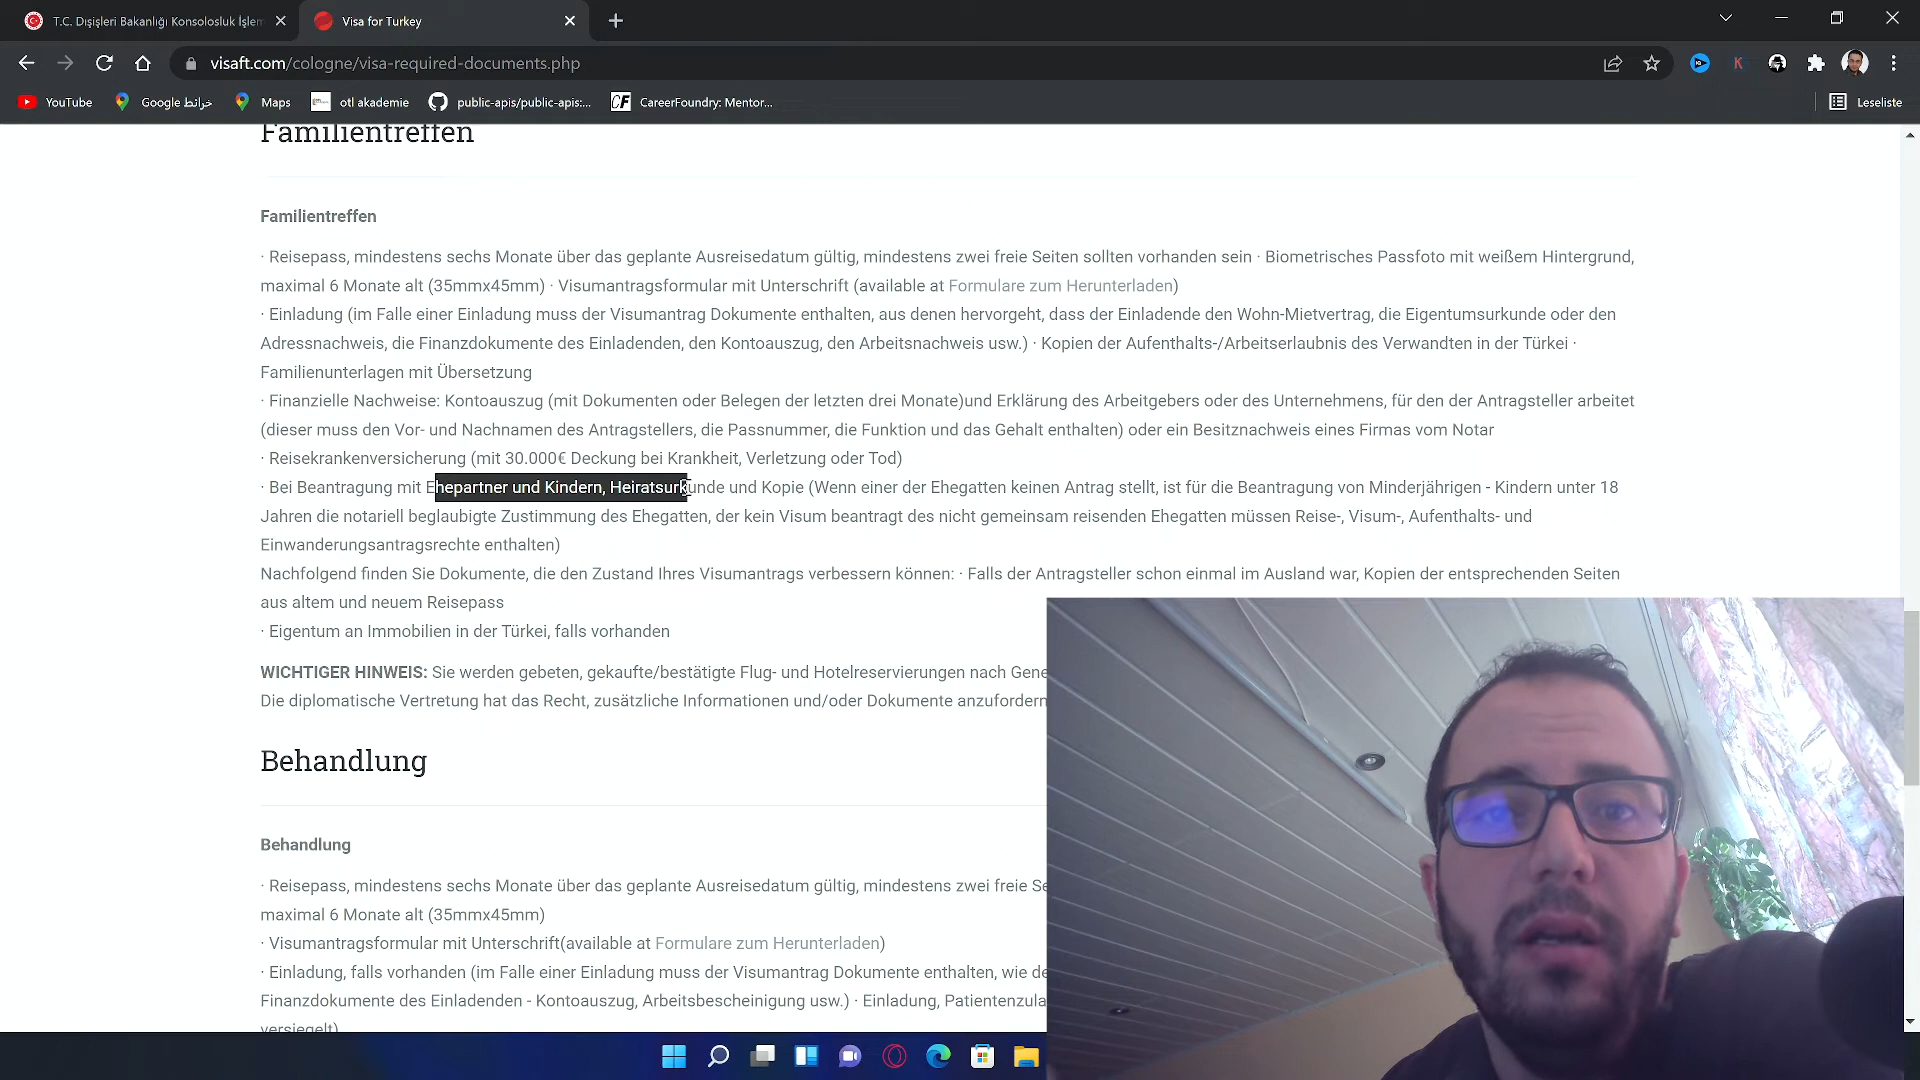 T.C. Dışişleri Bakanlığı Konsolosluk İşlem
Visa for Turkey
visaft.com/cologne/visa-required-documents.php
YouTube
خرائط Google
Maps
otl akademie
public-apis/public-apis:...
CareerFoundry: Mentor...
Leseliste
Familientreffen
Familientreffen
· Reisepass, mindestens sechs Monate über das geplante Ausreisedatum gültig, mindestens zwei freie Seiten sollten vorhanden sein · Biometrisches Passfoto mit weißem Hintergrund,
maximal 6 Monate alt (35mmx45mm) · Visumantragsformular mit Unterschrift (available at Formulare zum Herunterladen)
· Einladung (im Falle einer Einladung muss der Visumantrag Dokumente enthalten, aus denen hervorgeht, dass der Einladende den Wohn-Mietvertrag, die Eigentumsurkunde oder den
Adressnachweis, die Finanzdokumente des Einladenden, den Kontoauszug, den Arbeitsnachweis usw.) · Kopien der Aufenthalts-/Arbeitserlaubnis des Verwandten in der Türkei ·
Familienunterlagen mit Übersetzung
· Finanzielle Nachweise: Kontoauszug (mit Dokumenten oder Belegen der letzten drei Monate)und Erklärung des Arbeitgebers oder des Unternehmens, für den der Antragsteller arbeitet
(dieser muss den Vor- und Nachnamen des Antragstellers, die Passnummer, die Funktion und das Gehalt enthalten) oder ein Besitznachweis eines Firmas vom Notar
· Reisekrankenversicherung (mit 30.000€ Deckung bei Krankheit, Verletzung oder Tod)
· Bei Beantragung mit Ehepartner und Kindern, Heiratsurkunde und Kopie (Wenn einer der Ehegatten keinen Antrag stellt, ist für die Beantragung von Minderjährigen - Kindern unter 18
Jahren die notariell beglaubigte Zustimmung des Ehegatten, der kein Visum beantragt des nicht gemeinsam reisenden Ehegatten müssen Reise-, Visum-, Aufenthalts- und
Einwanderungsantragsrechte enthalten)
Nachfolgend finden Sie Dokumente, die den Zustand Ihres Visumantrags verbessern können: · Falls der Antragsteller schon einmal im Ausland war, Kopien der entsprechenden Seiten
aus altem und neuem Reisepass
· Eigentum an Immobilien in der Türkei, falls vorhanden
WICHTIGER HINWEIS: Sie werden gebeten, gekaufte/bestätigte Flug- und Hotelreservierungen nach Gene
Die diplomatische Vertretung hat das Recht, zusätzliche Informationen und/oder Dokumente anzufordern
Behandlung
Behandlung
· Reisepass, mindestens sechs Monate über das geplante Ausreisedatum gültig, mindestens zwei freie Se
maximal 6 Monate alt (35mmx45mm)
· Visumantragsformular mit Unterschrift(available at Formulare zum Herunterladen)
· Einladung, falls vorhanden (im Falle einer Einladung muss der Visumantrag Dokumente enthalten, wie de
Finanzdokumente des Einladenden - Kontoauszug, Arbeitsbescheinigung usw.) · Einladung, Patientenzula
versiegelt)